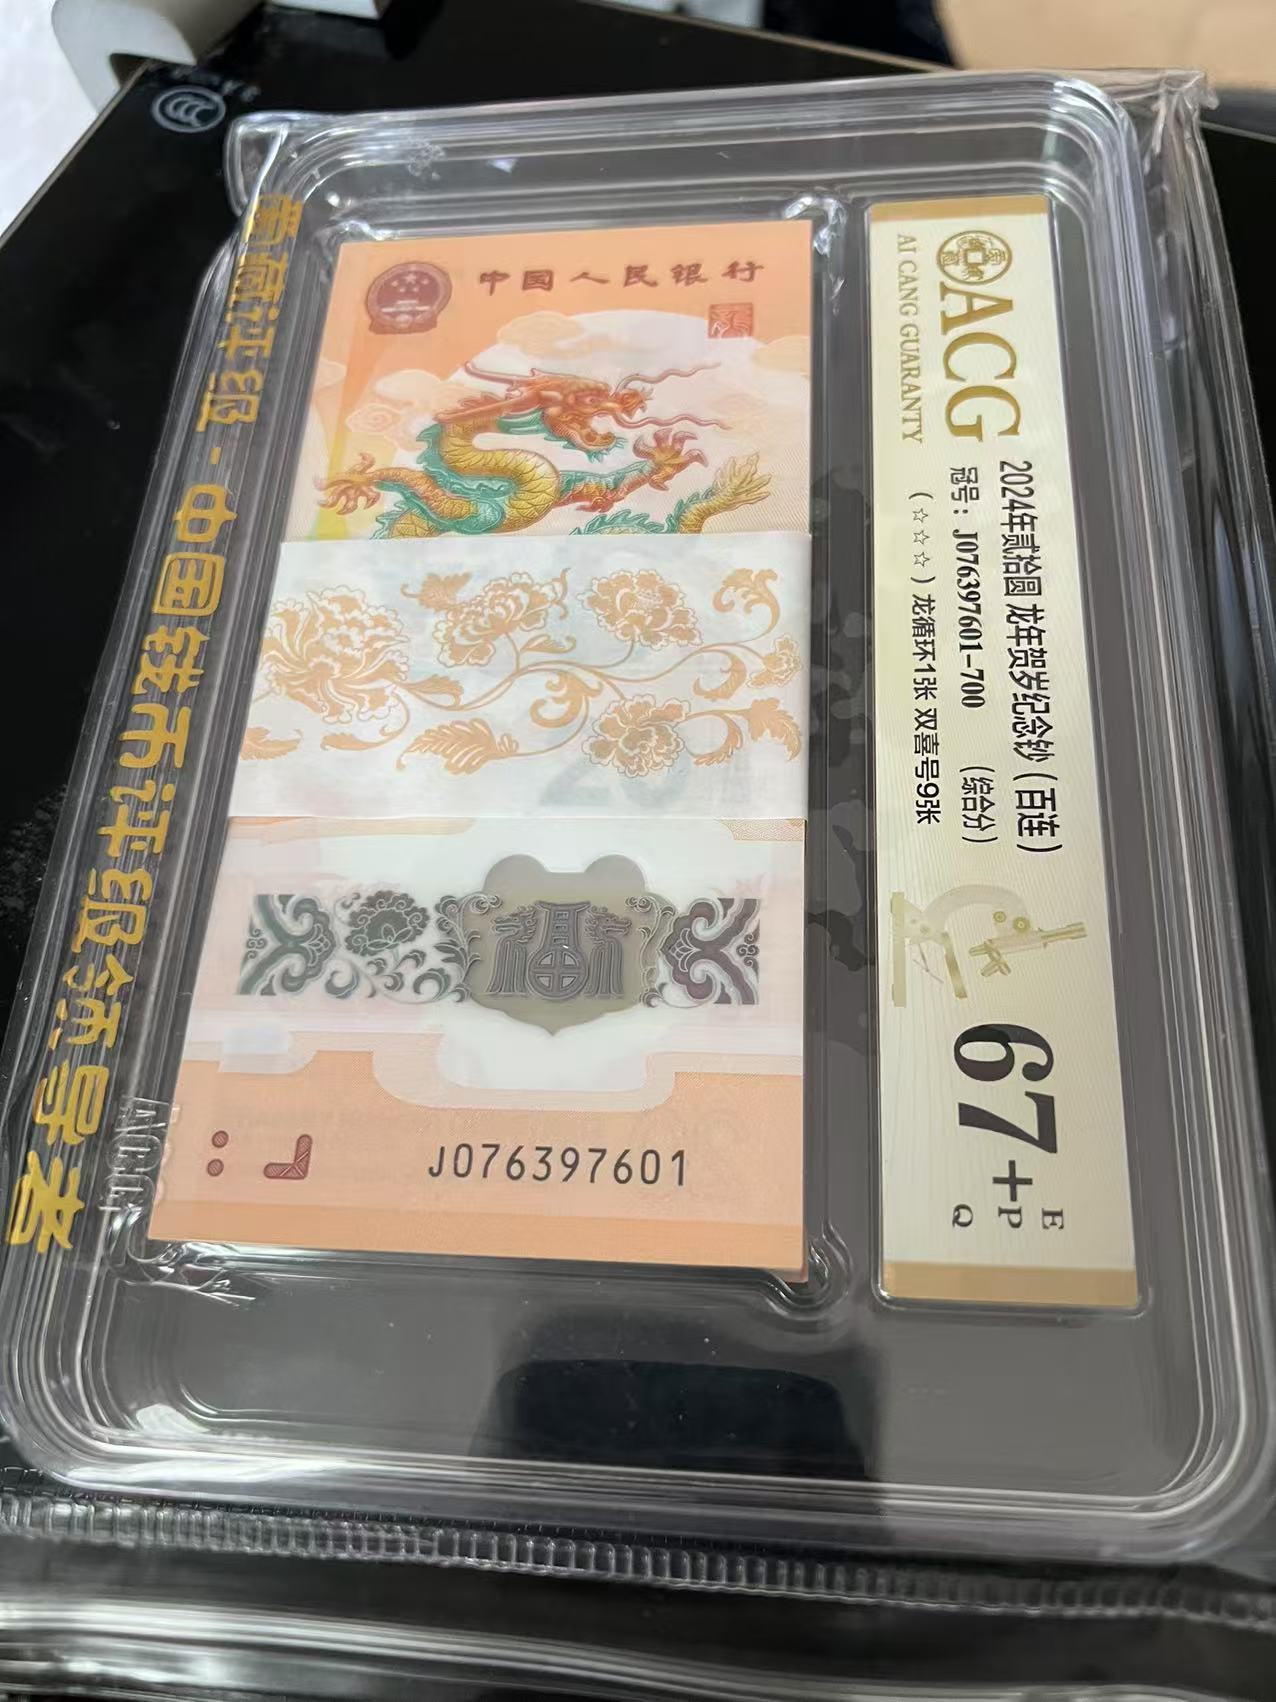 爱藏评级-中国钱币评级领导者
中国人民银行
福
J076397601
ACG
AI CANG GUARANTY
2024年贰拾圆 龙年贺岁纪念钞（百连）
冠号：J076397601-700 （综合分）
（☆☆☆）龙循环1张 双喜号9张
67+
E
P
Q